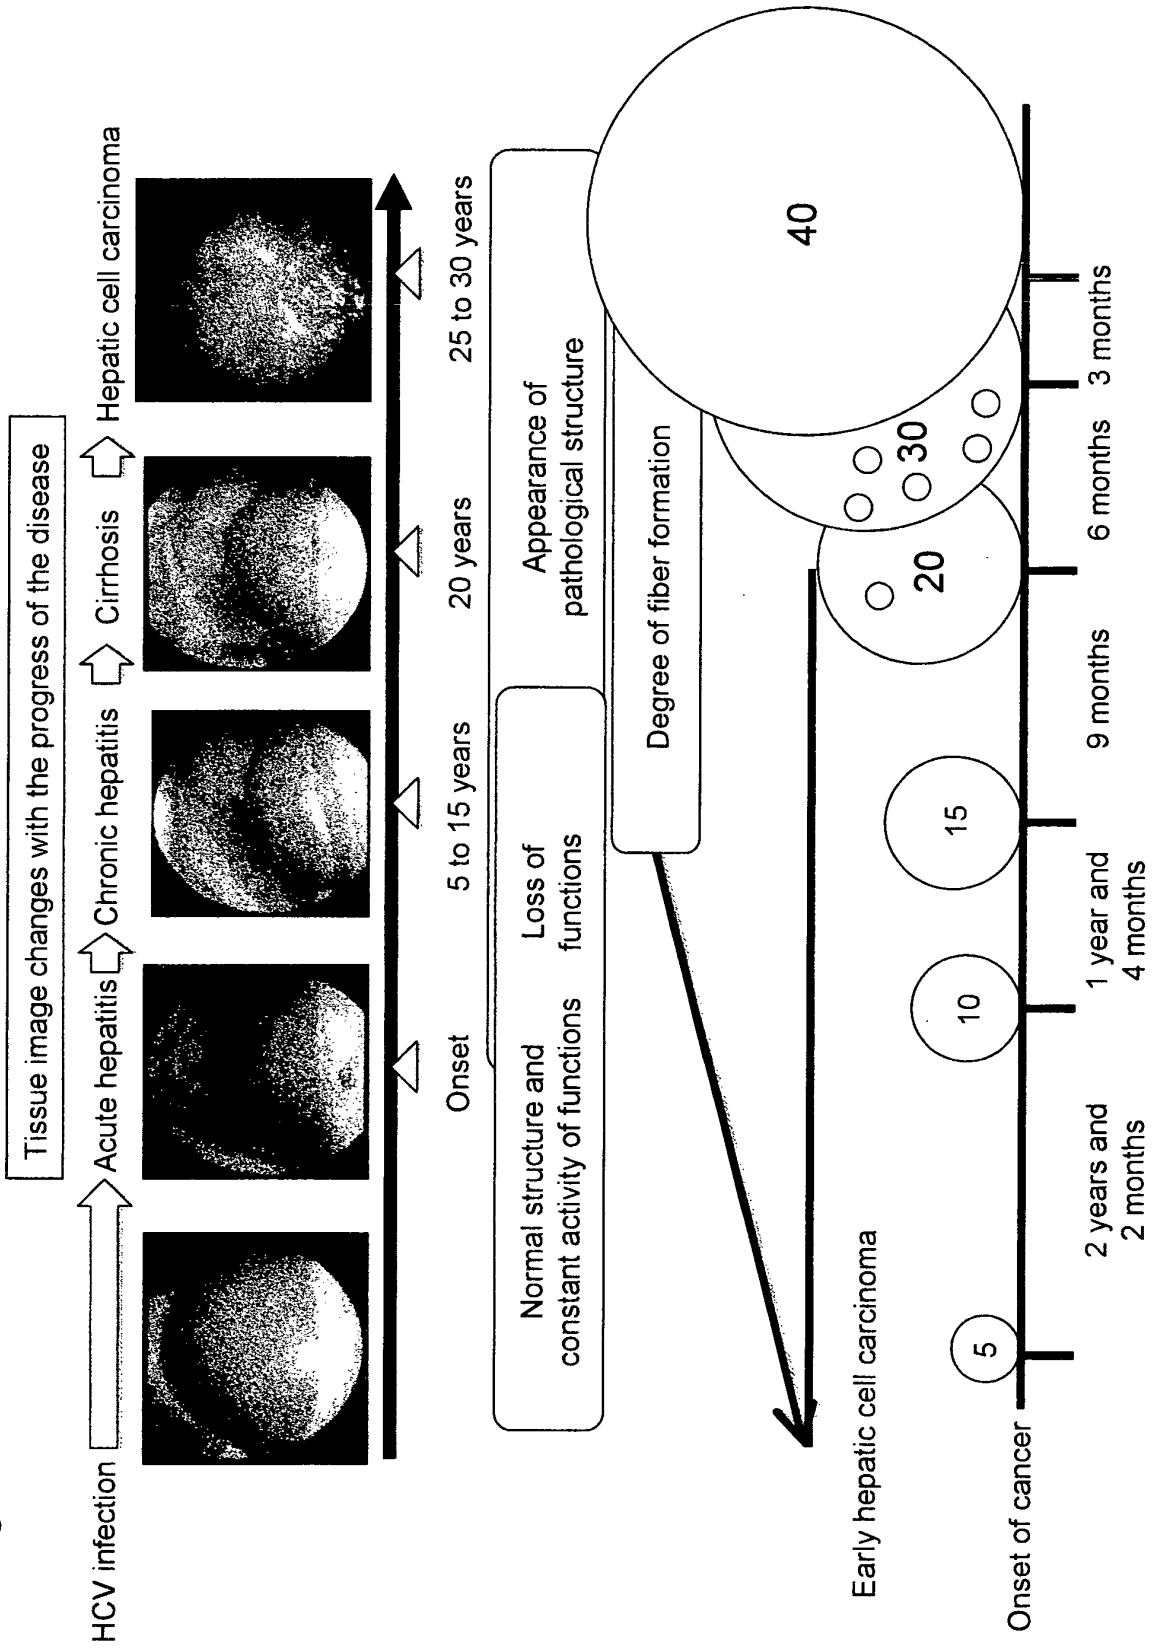 Tissue image changes with the progress of the disease
HCV infection
Acute hepatitis
Chronic hepatitis
Cirrhosis
Hepatic cell carcinoma
Onset
5 to 15 years
20 years
25 to 30 years
Normal structure and
constant activity of functions
Loss of
functions
Appearance of
pathological structure
Degree of fiber formation
Early hepatic cell carcinoma
5
10
15
20
30
40
Onset of cancer
2 years and
2 months
1 year and
4 months
9 months
6 months
3 months